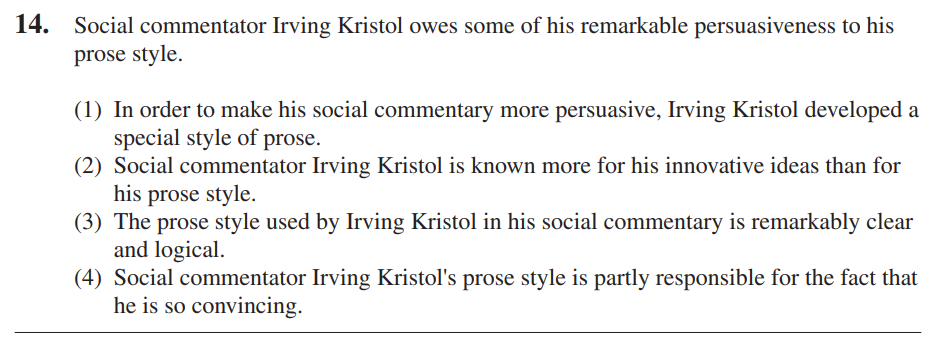 14. Social commentator Irving Kristol owes some of his remarkable persuasiveness to his
prose style.
(1) In order to make his social commentary more persuasive, Irving Kristol developed a
special style of prose.
(2) Social commentator Irving Kristol is known more for his innovative ideas than for
his prose style.
(3) The prose style used by Irving Kristol in his social commentary is remarkably clear
and logical.
(4) Social commentator Irving Kristol's prose style is partly responsible for the fact that
he is so convincing.